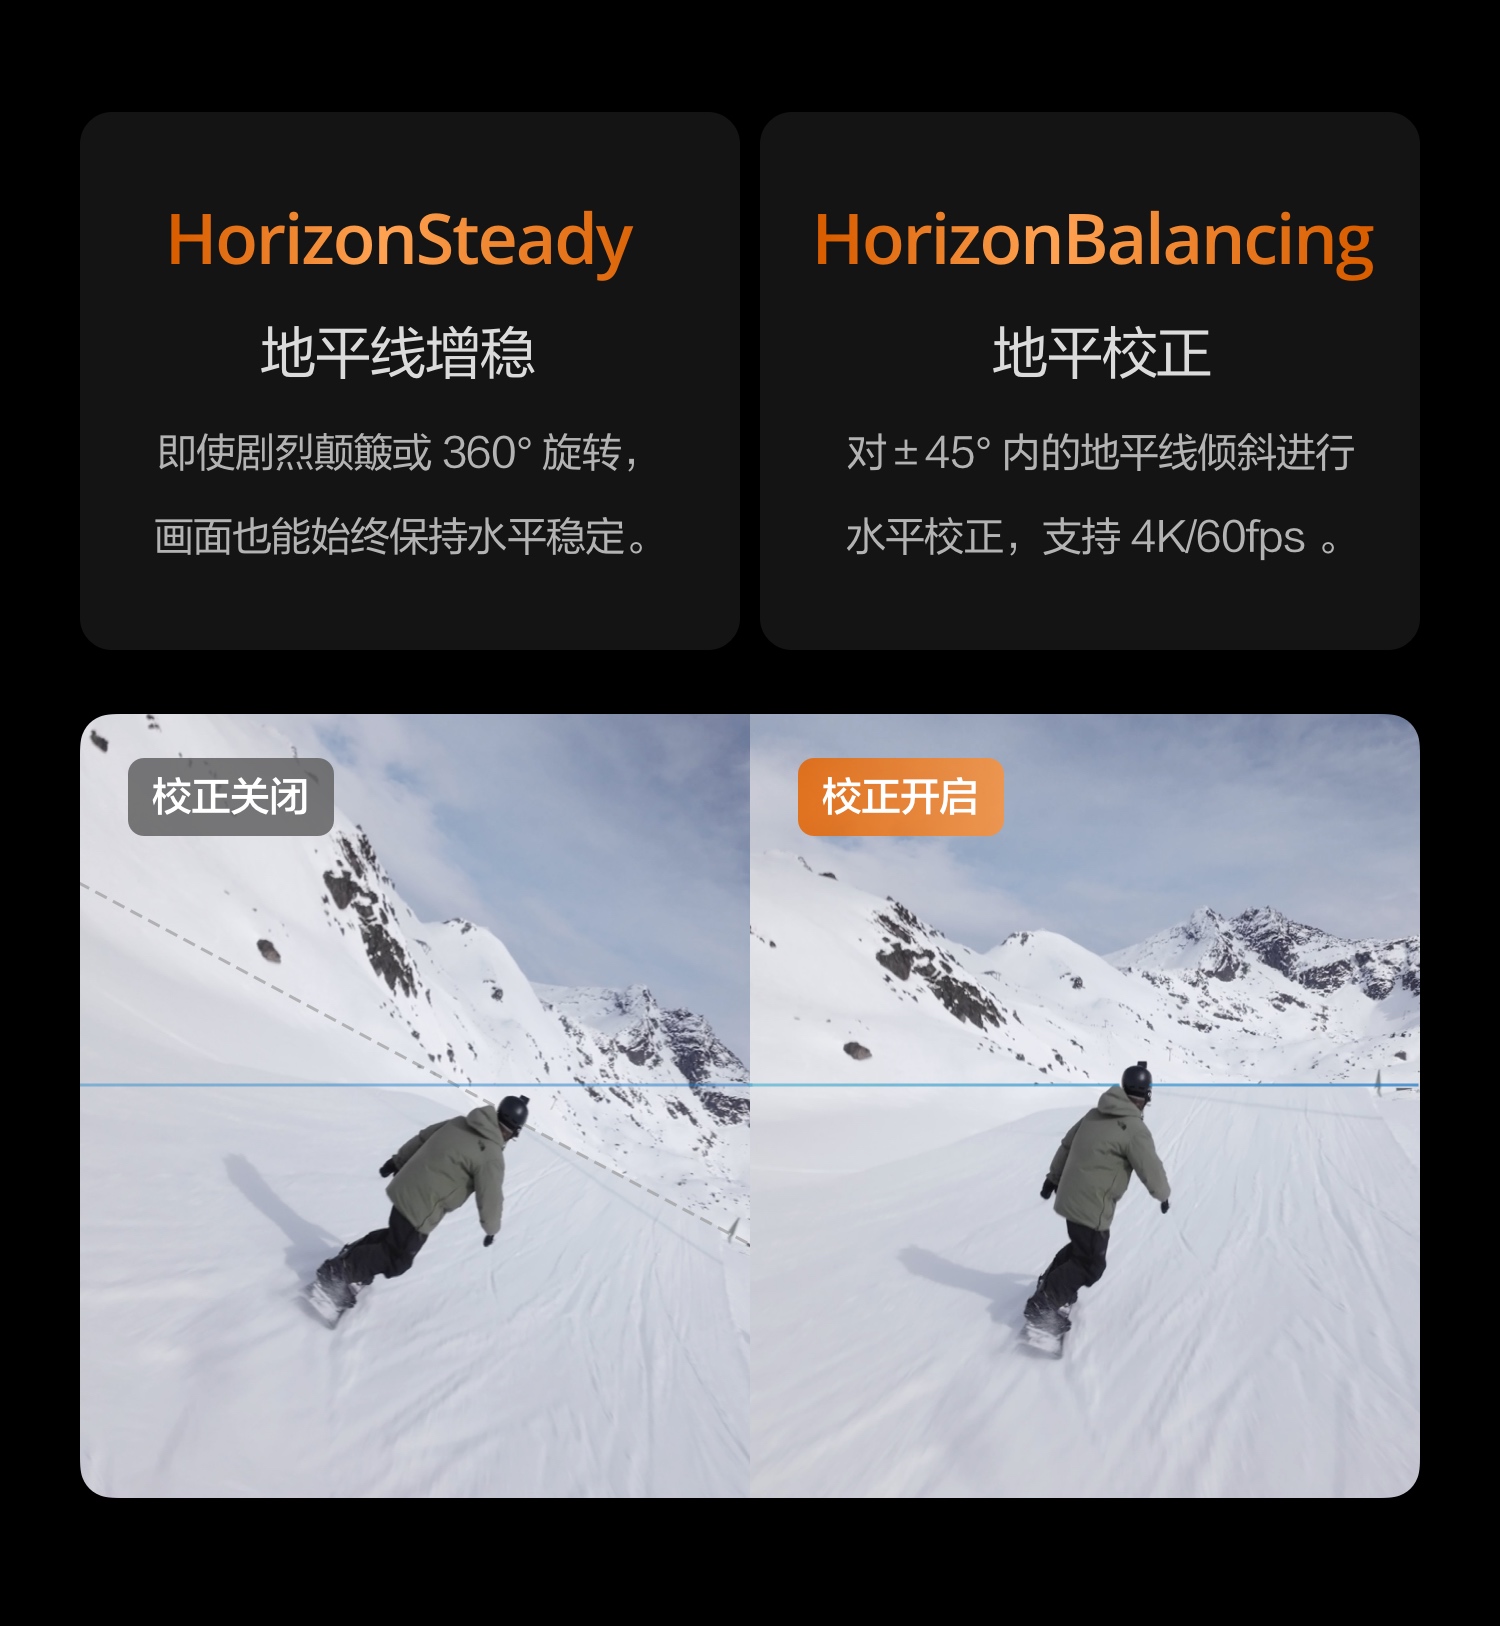 HorizonSteady
地平线增稳
即使剧烈颠簸或 360° 旋转，
画面也能始终保持水平稳定。
HorizonBalancing
地平校正
对 ± 45° 内的地平线倾斜进行
水平校正，支持 4K/60fps 。
校正关闭
校正开启